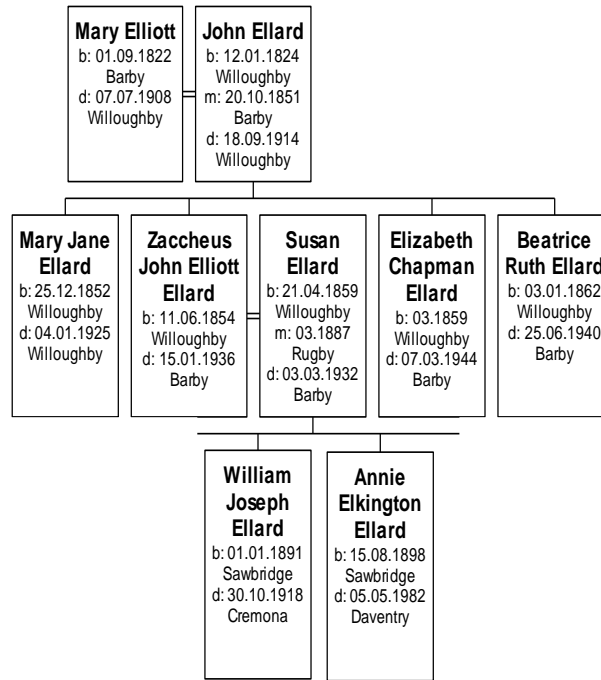 Mary Elliott
b: 01.09.1822
Barby
d: 07.07.1908
Willoughby
John Ellard
b: 12.01.1824
Willoughby
m: 20.10.1851
Barby
d: 18.09.1914
Willoughby
Mary Jane
Ellard
b: 25.12.1852
Willoughby
d: 04.01.1925
Willoughby
Zaccheus
John Elliott
Ellard
b: 11.06.1854
Willoughby
d: 15.01.1936
Barby
Susan
Ellard
b: 21.04.1859
Willoughby
m: 03.1887
Rugby
d: 03.03.1932
Barby
Elizabeth
Chapman
Ellard
b: 03.1859
Willoughby
d: 07.03.1944
Barby
Beatrice
Ruth Ellard
b: 03.01.1862
Willoughby
d: 25.06.1940
Barby
William
Joseph
Ellard
b: 01.01.1891
Sawbridge
d: 30.10.1918
Cremona
Annie
Elkington
Ellard
b: 15.08.1898
Sawbridge
d: 05.05.1982
Daventry